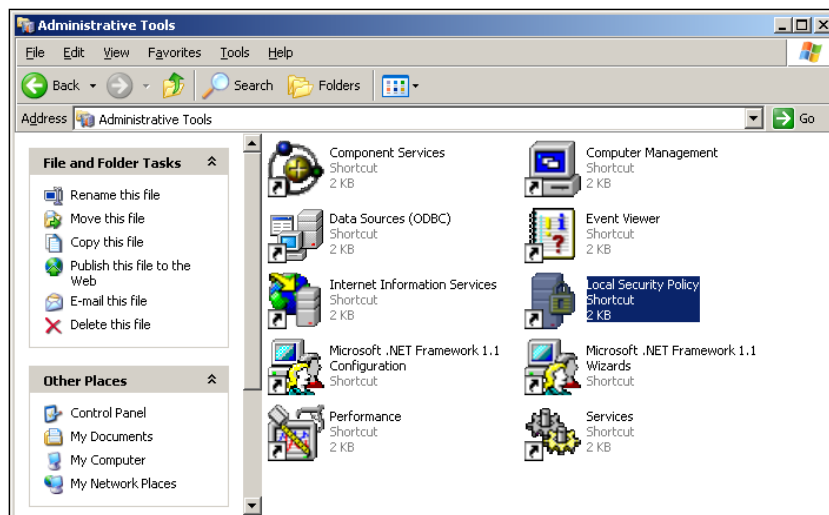 Administrative Tools
File Edit View Favorites Tools Help
Back Search Folders
Address Administrative Tools Go
File and Folder Tasks
Rename this file
Move this file
Copy this file
Publish this file to the
Web
E-mail this file
Delete this file
Other Places
Control Panel
My Documents
My Computer
My Network Places
Component Services
Shortcut
2 KB
Computer Management
Shortcut
2 KB
Data Sources (ODBC)
Shortcut
2 KB
Event Viewer
Shortcut
2 KB
Internet Information Services
Shortcut
2 KB
Local Security Policy
Shortcut
2 KB
Microsoft .NET Framework 1.1
Configuration
Shortcut
Microsoft .NET Framework 1.1
Wizards
Shortcut
Performance
Shortcut
2 KB
Services
Shortcut
2 KB